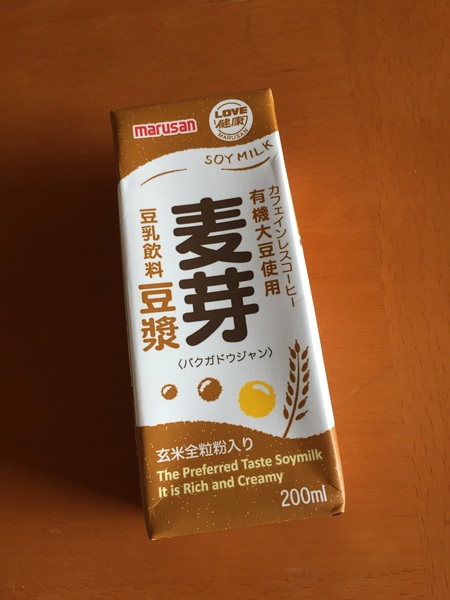 marusan
LOVE
健康
MARUSAN
SOYMILK
カフェインレスコーヒー
有機大豆使用
麦芽
豆乳飲料
豆漿
〈バクガドウジャン〉
玄米全粒粉入り
The Preferred Taste Soymilk
It is Rich and Creamy
200ml